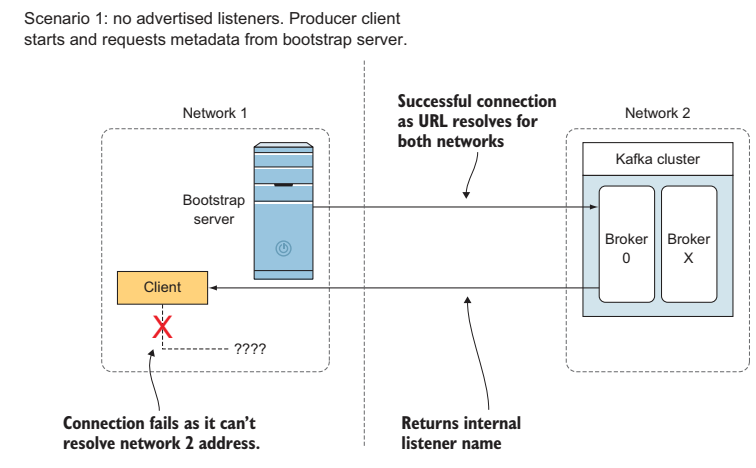 Scenario 1: no advertised listeners. Producer client
starts and requests metadata from bootstrap server.
Network 1
Successful connection
as URL resolves for
both networks
Network 2
Kafka cluster
Bootstrap
server
Broker
0
Broker
X
Client
X
????
Connection fails as it can't
resolve network 2 address.
Returns internal
listener name